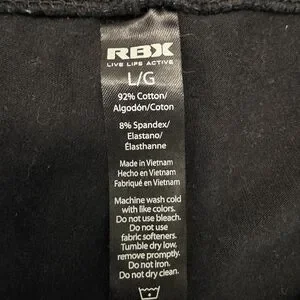 RBX
LIVE LIFE ACTIVE
L/G
92% Cotton/
Algodón/Coton
8% Spandex/
Elastano/
Élasthanne
Made in Vietnam
Hecho en Vietnam
Fabriqué en Vietnam
Machine wash cold
with like colors.
Do not use bleach.
Do not use
fabric softeners.
Tumble dry low,
remove promptly.
Do not iron.
Do not dry clean.